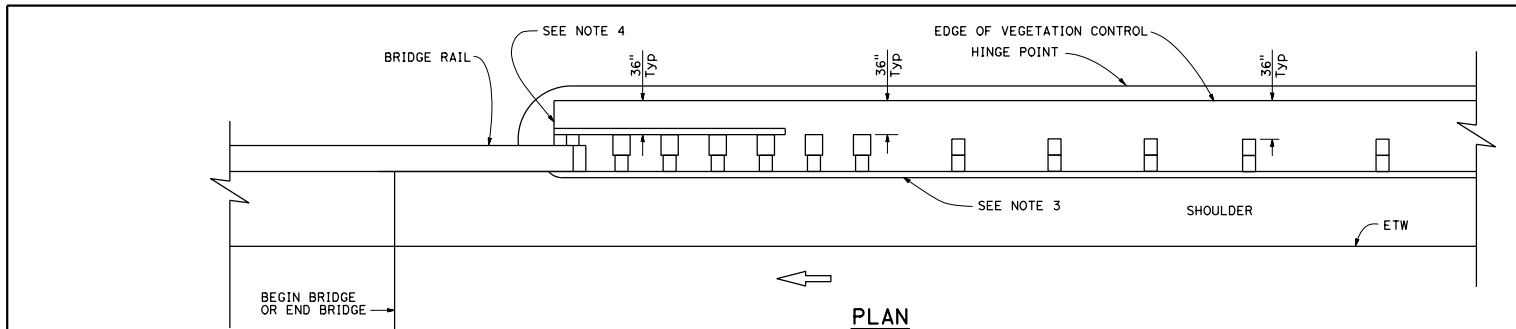 SEE NOTE 4
EDGE OF VEGETATION CONTROL
HINGE POINT
BRIDGE RAIL
36"
Typ
36"
Typ
36"
Typ
SEE NOTE 3
SHOULDER
ETW
BEGIN BRIDGE
OR END BRIDGE
PLAN